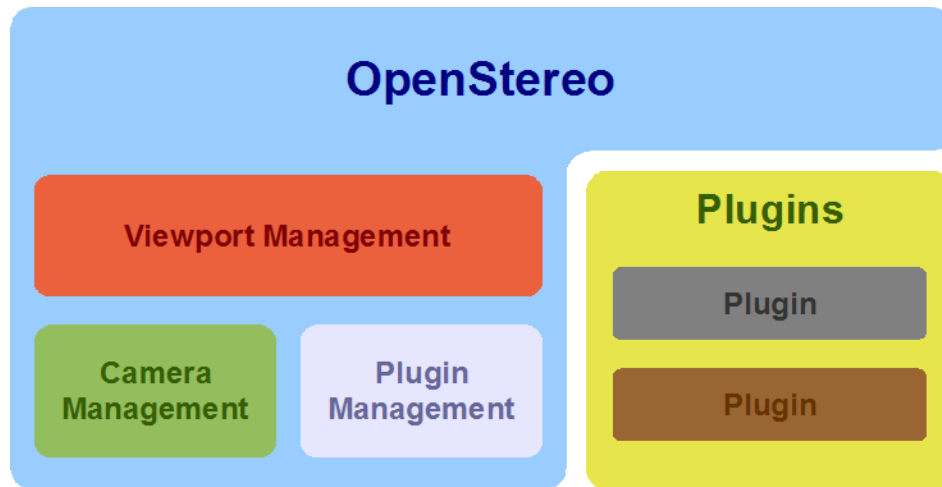 OpenStereo
Viewport Management
Plugins
Plugin
Camera
Management
Plugin
Management
Plugin